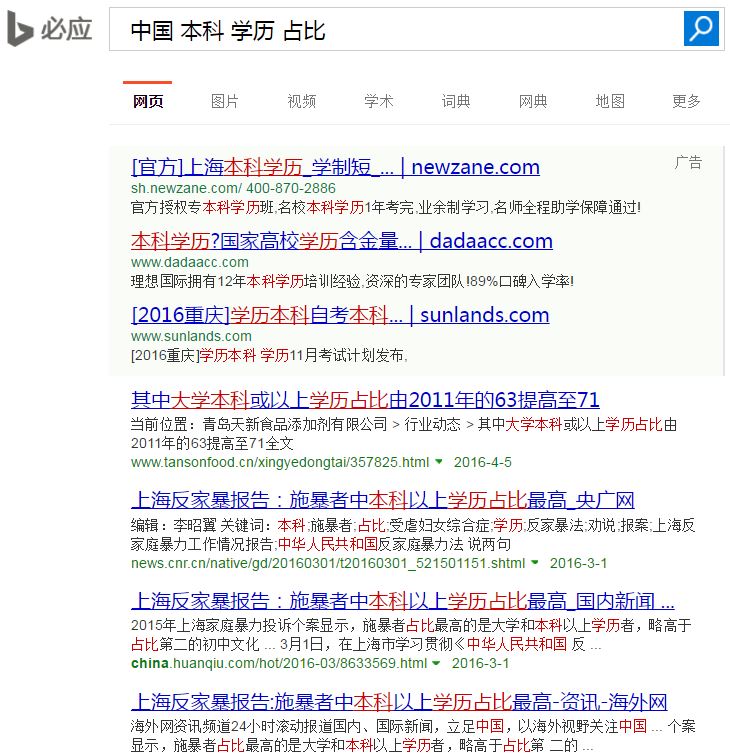 必应
中国 本科 学历 占比
网页 图片 视频 学术 词典 网典 地图 更多
[官方]上海本科学历_学制短_... | newzane.com 广告
sh.newzane.com/ 400-870-2886
官方授权专本科学历班,名校本科学历1年考完,业余制学习,名师全程助学保障通过!
本科学历?国家高校学历含金量... | dadaacc.com
www.dadaacc.com
理想国际拥有12年本科学历培训经验,资深的专家团队!89%口碑入学率!
[2016重庆]学历本科自考本科... | sunlands.com
www.sunlands.com
[2016重庆]学历本科 学历11月考试计划发布,
其中大学本科或以上学历占比由2011年的63提高至71
当前位置：青岛天新食品添加剂有限公司 > 行业动态 > 其中大学本科或以上学历占比由
2011年的63提高至71全文
www.tansonfood.cn/xingyedongtai/357825.html 2016-4-5
上海反家暴报告：施暴者中本科以上学历占比最高_央广网
编辑：李昭翼 关键词：本科;施暴者;占比;受虐妇女综合症;学历;反家暴法;劝说;报案;上海反
家庭暴力工作情况报告;中华人民共和国反家庭暴力法 说两句
news.cnr.cn/native/gd/20160301/t20160301_521501151.shtml 2016-3-1
上海反家暴报告：施暴者中本科以上学历占比最高_国内新闻 ...
2015年上海家庭暴力投诉个案显示，施暴者占比最高的是大学和本科以上学历者，略高于
占比第二的初中文化 ... 3月1日，在上海市学习贯彻《中华人民共和国 反 ...
china.huanqiu.com/hot/2016-03/8633569.html 2016-3-1
上海反家暴报告:施暴者中本科以上学历占比最高-资讯-海外网
海外网资讯频道24小时滚动报道国内、国际新闻，立足中国，以海外视野关注中国 ... 个案
显示，施暴者占比最高的是大学和本科以上学历者，略高于占比第 二的 ...